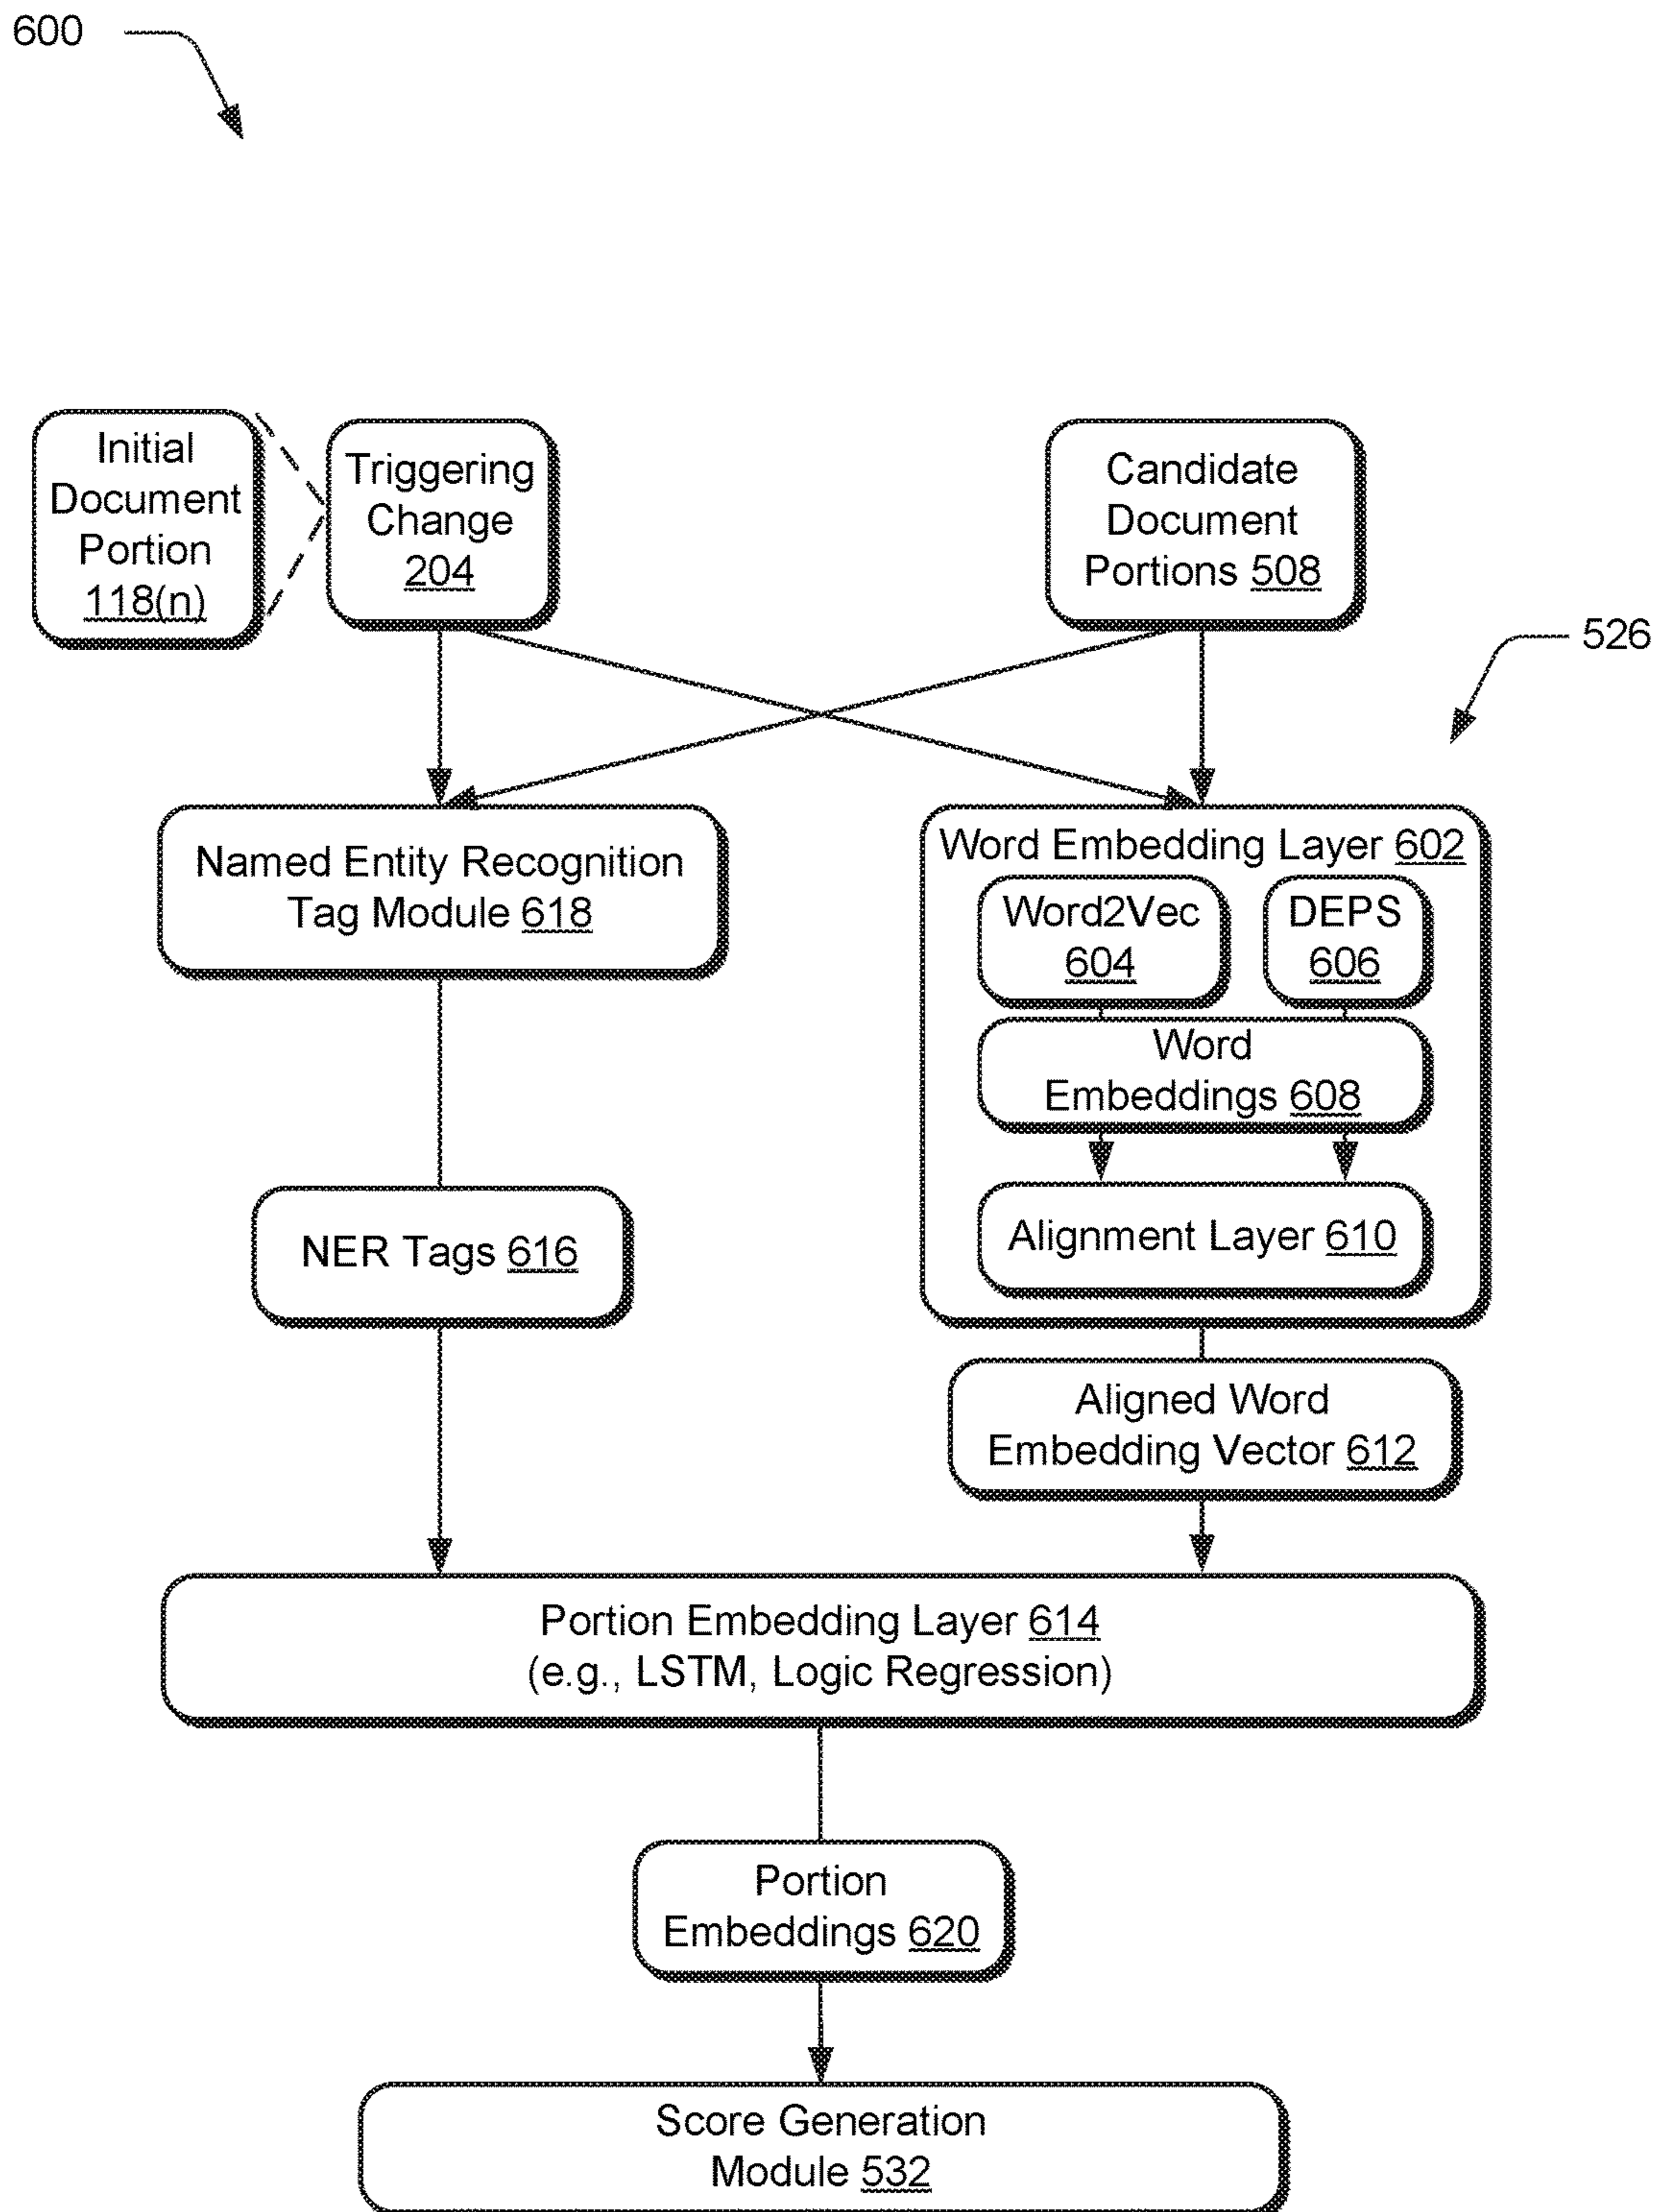 600
Initial
Document
Portion
118(n)
Triggering
Change
204
Candidate
Document
Portions 508
526
Named Entity Recognition
Tag Module 618
Word Embedding Layer 602
Word2Vec
604
DEPS
606
Word
Embeddings 608
Alignment Layer 610
NER Tags 616
Aligned Word
Embedding Vector 612
Portion Embedding Layer 614
(e.g., LSTM, Logic Regression)
Portion
Embeddings 620
Score Generation
Module 532